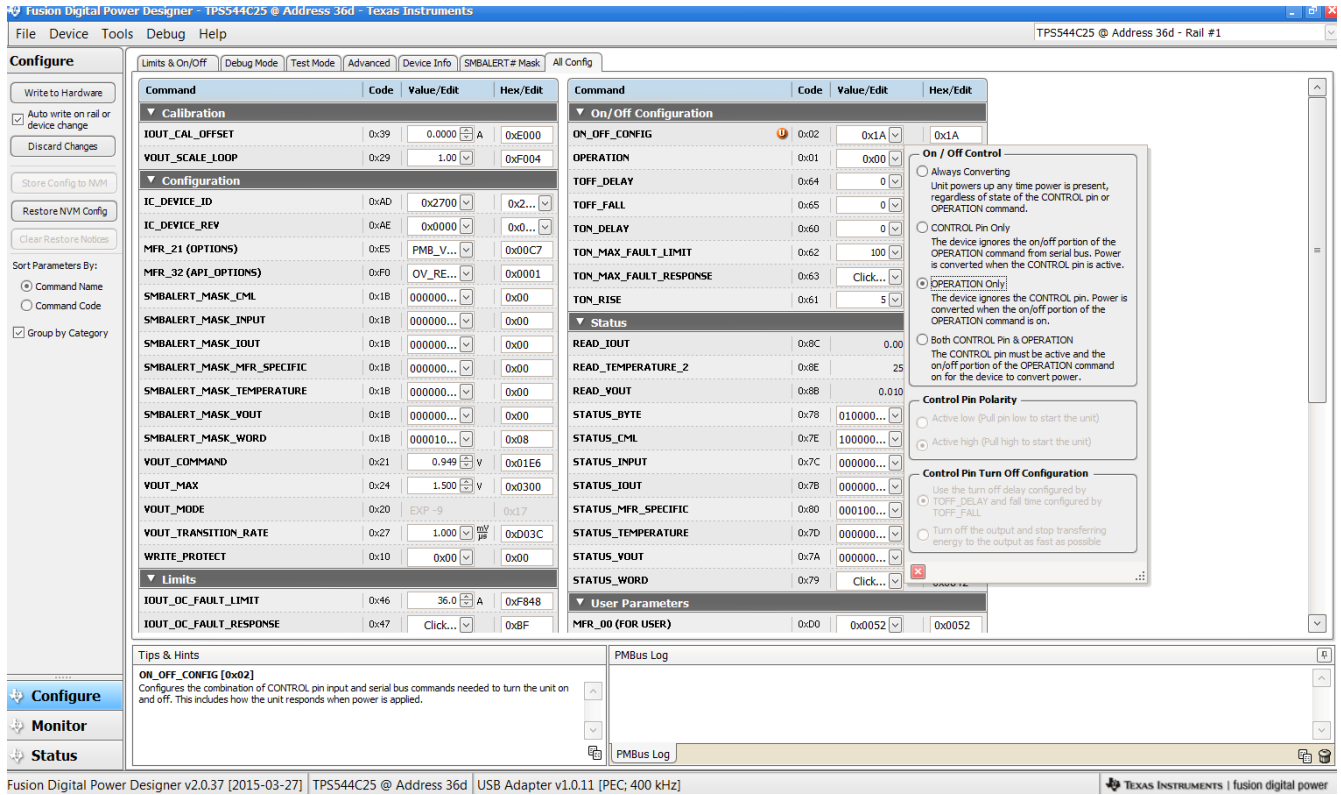 Fusion Digital Power Designer - TPS544C25 @ Address 36d - Texas Instruments
File Device Tools Debug Help
TPS544C25 @ Address 36d - Rail #1
Configure
Write to Hardware
Auto write on rail or
device change
Discard Changes
Store Config to NVM
Restore NVM Config
Clear Restore Notices
Sort Parameters By:
Command Name
Command Code
Group by Category
Limits & On/Off Debug Mode Test Mode Advanced Device Info SMBALERT# Mask All Config
Command Code Value/Edit Hex/Edit
Calibration
IOUT_CAL_OFFSET 0x39 0.0000 A 0xE000
VOUT_SCALE_LOOP 0x29 1.00 0xF004
Configuration
IC_DEVICE_ID 0xAD 0x2700 0x2...
IC_DEVICE_REV 0xAE 0x0000 0x0...
MFR_21 (OPTIONS) 0xE5 PMB_V... 0x00C7
MFR_32 (API_OPTIONS) 0xF0 OV_RE... 0x0001
SMBALERT_MASK_CML 0x1B 000000... 0x00
SMBALERT_MASK_INPUT 0x1B 000000... 0x00
SMBALERT_MASK_IOUT 0x1B 000000... 0x00
SMBALERT_MASK_MFR_SPECIFIC 0x1B 000000... 0x00
SMBALERT_MASK_TEMPERATURE 0x1B 000000... 0x00
SMBALERT_MASK_VOUT 0x1B 000000... 0x00
SMBALERT_MASK_WORD 0x1B 000010... 0x08
VOUT_COMMAND 0x21 0.949 V 0x01E6
VOUT_MAX 0x24 1.500 V 0x0300
VOUT_MODE 0x20 EXP -9 0x17
VOUT_TRANSITION_RATE 0x27 1.000 mV/µs 0xD03C
WRITE_PROTECT 0x10 0x00 0x00
Limits
IOUT_OC_FAULT_LIMIT 0x46 36.0 A 0xF848
IOUT_OC_FAULT_RESPONSE 0x47 Click... 0xBF
Command Code Value/Edit Hex/Edit
On/Off Configuration
ON_OFF_CONFIG 0x02 0x1A 0x1A
OPERATION 0x01 0x00
TOFF_DELAY 0x64 0
TOFF_FALL 0x65 0
TON_DELAY 0x60 0
TON_MAX_FAULT_LIMIT 0x62 100
TON_MAX_FAULT_RESPONSE 0x63 Click...
TON_RISE 0x61 5
Status
READ_IOUT 0x8C 0.00
READ_TEMPERATURE_2 0x8E 25
READ_VOUT 0x8B 0.010
STATUS_BYTE 0x78 010000...
STATUS_CML 0x7E 100000...
STATUS_INPUT 0x7C 000000...
STATUS_IOUT 0x7B 000000...
STATUS_MFR_SPECIFIC 0x80 000100...
STATUS_TEMPERATURE 0x7D 000000...
STATUS_VOUT 0x7A 000000...
STATUS_WORD 0x79 Click...
User Parameters
MFR_00 (FOR USER) 0xD0 0x0052 0x0052
On / Off Control
Always Converting
Unit powers up any time power is present,
regardless of state of the CONTROL pin or
OPERATION command.
CONTROL Pin Only
The device ignores the on/off portion of the
OPERATION command from serial bus. Power
is converted when the CONTROL pin is active.
OPERATION Only
The device ignores the CONTROL pin. Power is
converted when the on/off portion of the
OPERATION command is on.
Both CONTROL Pin & OPERATION
The CONTROL pin must be active and the
on/off portion of the OPERATION command
on for the device to convert power.
Control Pin Polarity
Active low (Pull pin low to start the unit)
Active high (Pull high to start the unit)
Control Pin Turn Off Configuration
Use the turn off delay configured by
TOFF_DELAY and fall time configured by
TOFF_FALL
Turn off the output and stop transferring
energy to the output as fast as possible
Tips & Hints
ON_OFF_CONFIG [0x02]
Configures the combination of CONTROL pin input and serial bus commands needed to turn the unit on
and off. This includes how the unit responds when power is applied.
PMBus Log
PMBus Log
Configure
Monitor
Status
Fusion Digital Power Designer v2.0.37 [2015-03-27] TPS544C25 @ Address 36d USB Adapter v1.0.11 [PEC; 400 kHz]
TEXAS INSTRUMENTS | fusion digital power